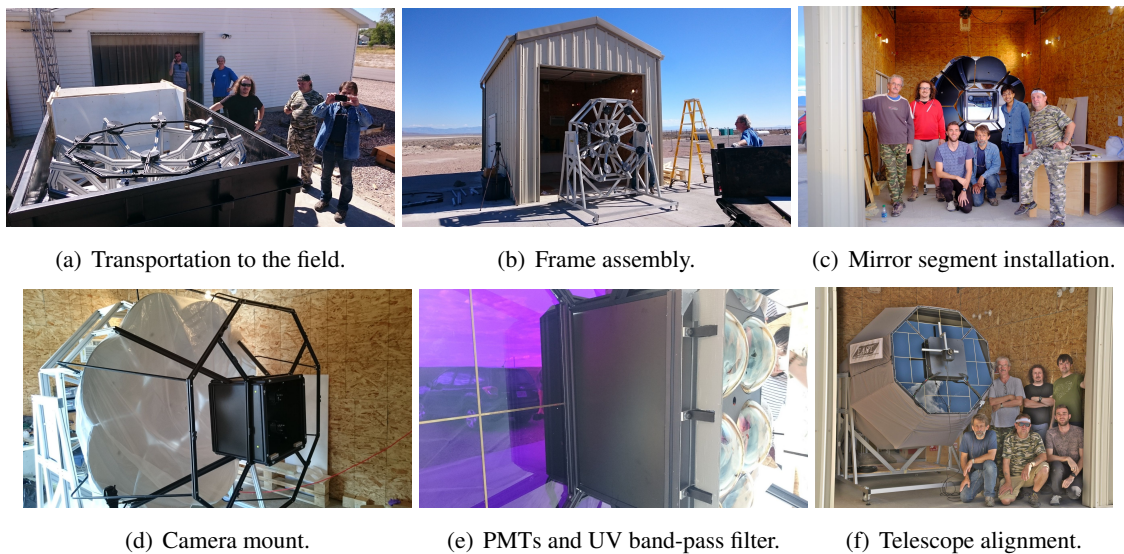 (a) Transportation to the field.
(b) Frame assembly.
(c) Mirror segment installation.
(d) Camera mount.
(e) PMTs and UV band-pass filter.
(f) Telescope alignment.